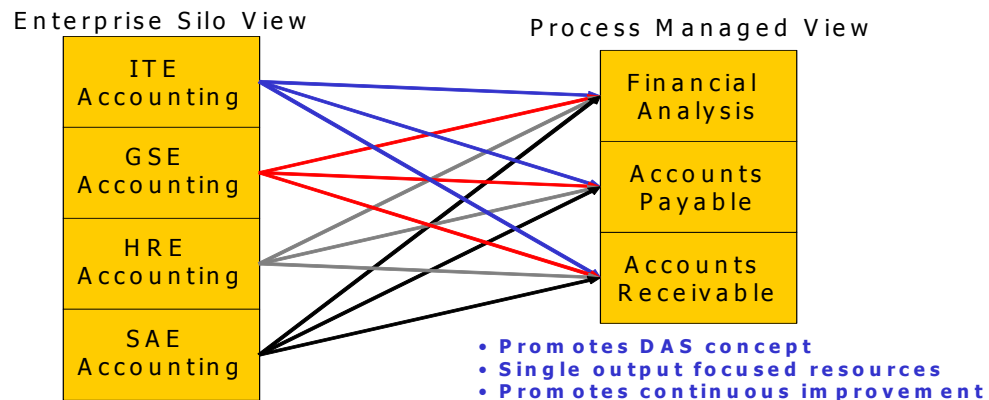 Enterprise Silo View
ITE
Accounting
GSE
Accounting
HRE
Accounting
SAE
Accounting
Process Managed View
Financial
Analysis
Accounts
Payable
Accounts
Receivable
• Promotes DAS concept
• Single output focused resources
• Promotes continuous improvement